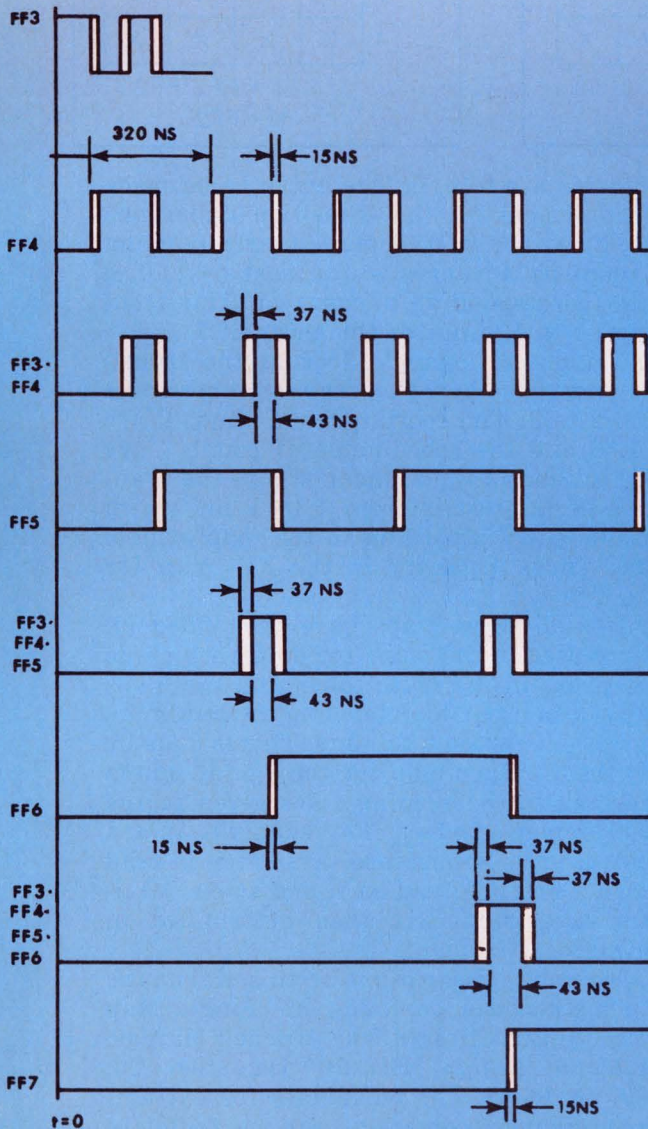 FF3
320 NS
15NS
FF4
37 NS
FF3·
FF4
43 NS
FF5
37 NS
FF3·
FF4·
FF5
43 NS
FF6
15 NS
37 NS
FF3·
37 NS
FF4·
FF5·
FF6
43 NS
FF7
15NS
t=0